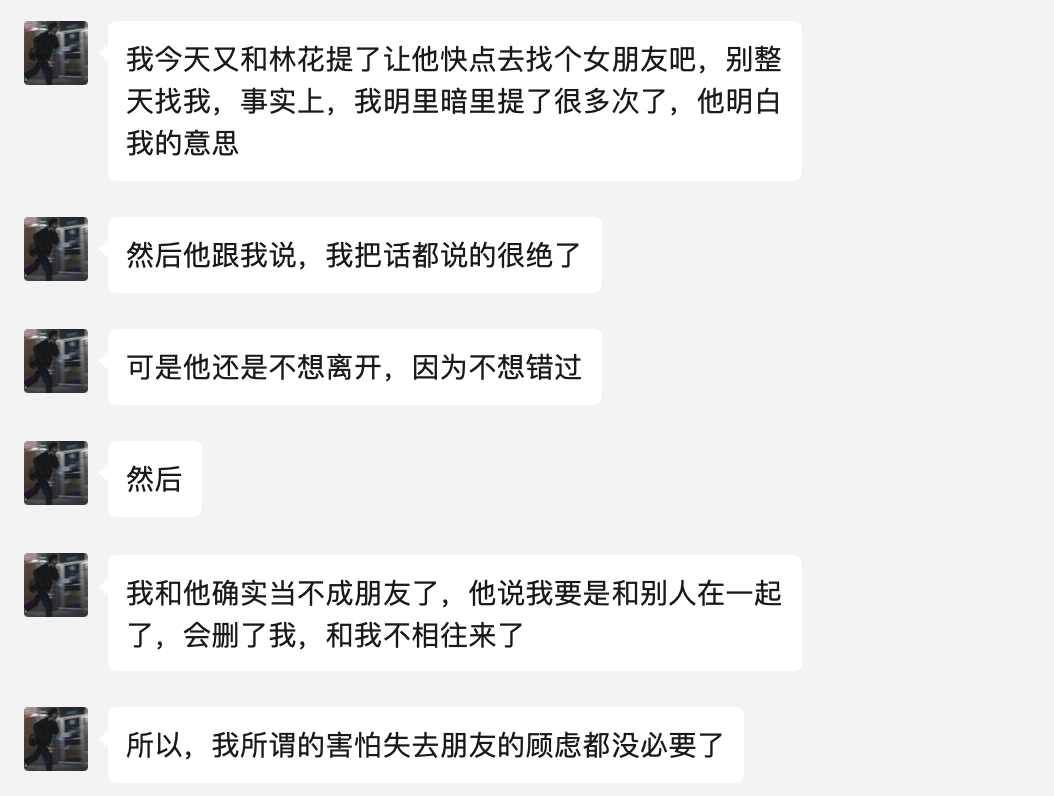 我今天又和林花提了让他快点去找个女朋友吧，别整
天找我，事实上，我明里暗里提了很多次了，他明白
我的意思
然后他跟我说，我把话都说的很绝了
可是他还是不想离开，因为不想错过
然后
我和他确实当不成朋友了，他说我要是和别人在一起
了，会删了我，和我不相往来了
所以，我所谓的害怕失去朋友的顾虑都没必要了